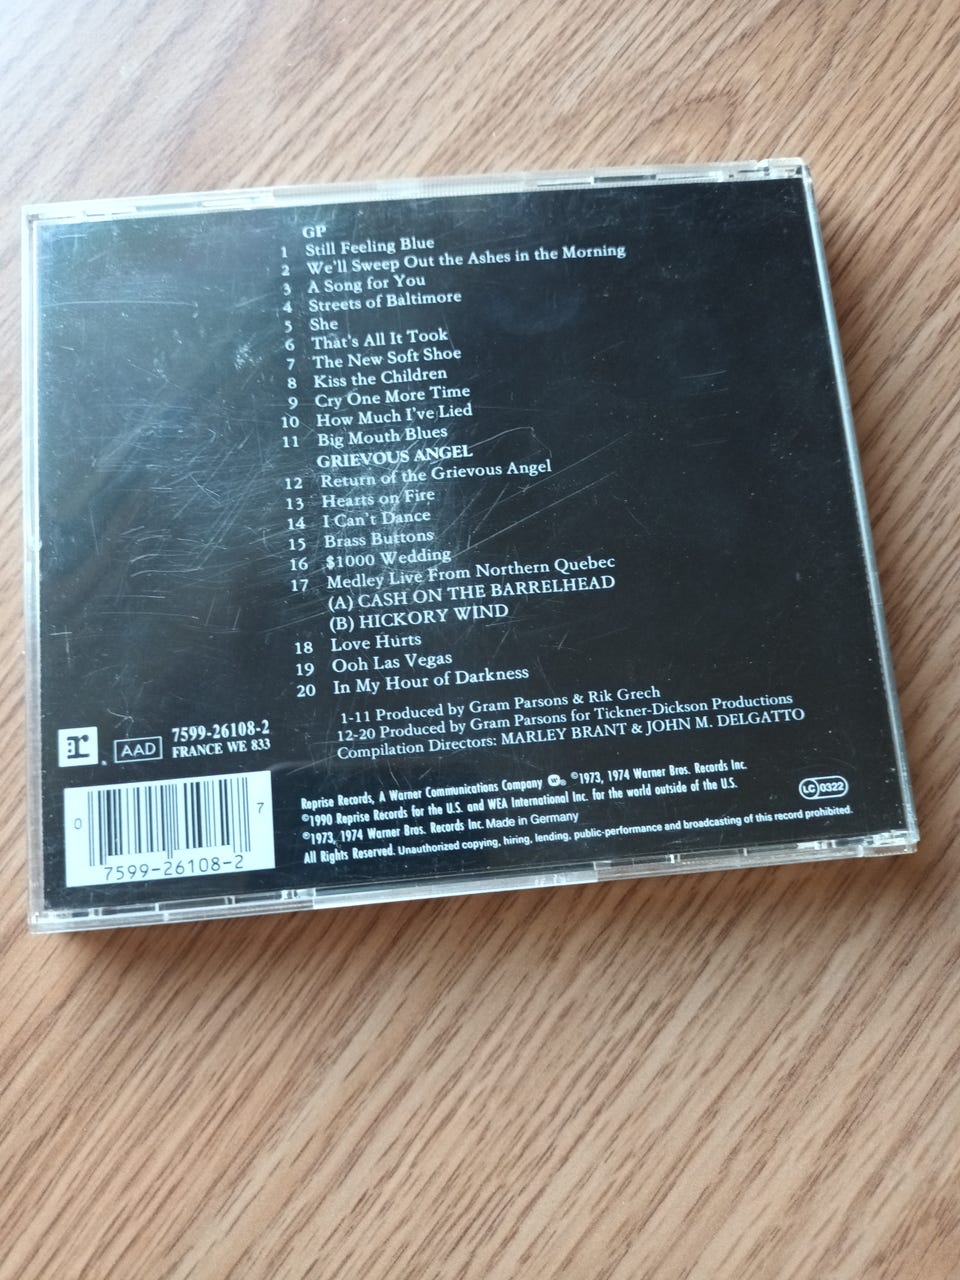 GP
1 Still Feeling Blue
2 We'll Sweep Out the Ashes in the Morning
3 A Song for You
4 Streets of Baltimore
5 She
6 That's All It Took
7 The New Soft Shoe
8 Kiss the Children
9 Cry One More Time
10 How Much I've Lied
11 Big Mouth Blues
GRIEVOUS ANGEL
12 Return of the Grievous Angel
13 Hearts on Fire
14 I Can't Dance
15 Brass Buttons
16 $1000 Wedding
17 Medley Live From Northern Quebec
(A) CASH ON THE BARRELHEAD
(B) HICKORY WIND
18 Love Hurts
19 Ooh Las Vegas
20 In My Hour of Darkness
1-11 Produced by Gram Parsons & Rik Grech
12-20 Produced by Gram Parsons for Tickner-Dickson Productions
Compilation Directors: MARLEY BRANT & JOHN M. DELGATTO
r AAD
7599-26108-2
FRANCE WE 833
0 7
7599-26108-2
Reprise Records, A Warner Communications Company W® ©1973, 1974 Warner Bros. Records Inc.
©1990 Reprise Records for the U.S. and WEA International Inc. for the world outside of the U.S.
℗1973, 1974 Warner Bros. Records Inc. Made in Germany
All Rights Reserved. Unauthorized copying, hiring, lending, public-performance and broadcasting of this record prohibited.
LC 0322